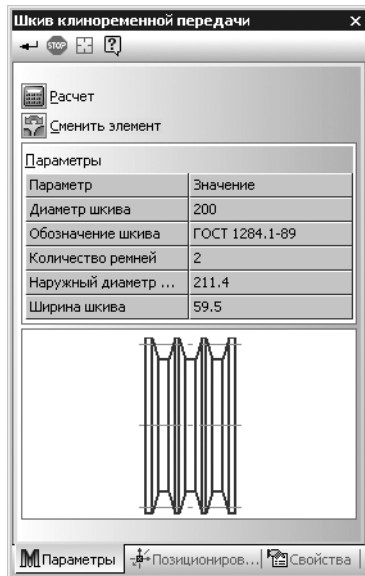 Шкив клиноременной передачи
STOP
Расчет
Сменить элемент
Параметры
Параметр Значение
Диаметр шкива 200
Обозначение шкива ГОСТ 1284.1-89
Количество ремней 2
Наружный диаметр ... 211.4
Ширина шкива 59.5
Параметры Позициониров... Свойства